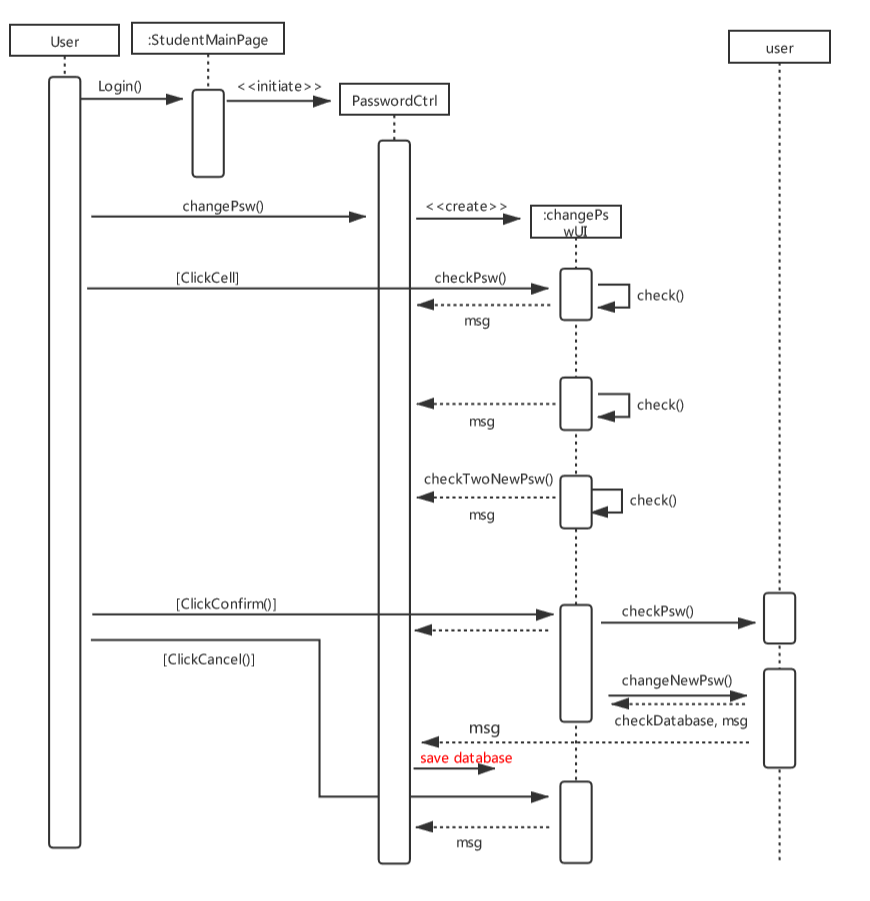 User
:StudentMainPage
user
Login()
<<initiate>>
PasswordCtrl
changePsw()
<<create>>
:changePs
wUI
[ClickCell]
checkPsw()
check()
msg
check()
msg
checkTwoNewPsw()
check()
msg
[ClickConfirm()]
checkPsw()
[ClickCancel()]
changeNewPsw()
checkDatabase, msg
msg
save database
msg